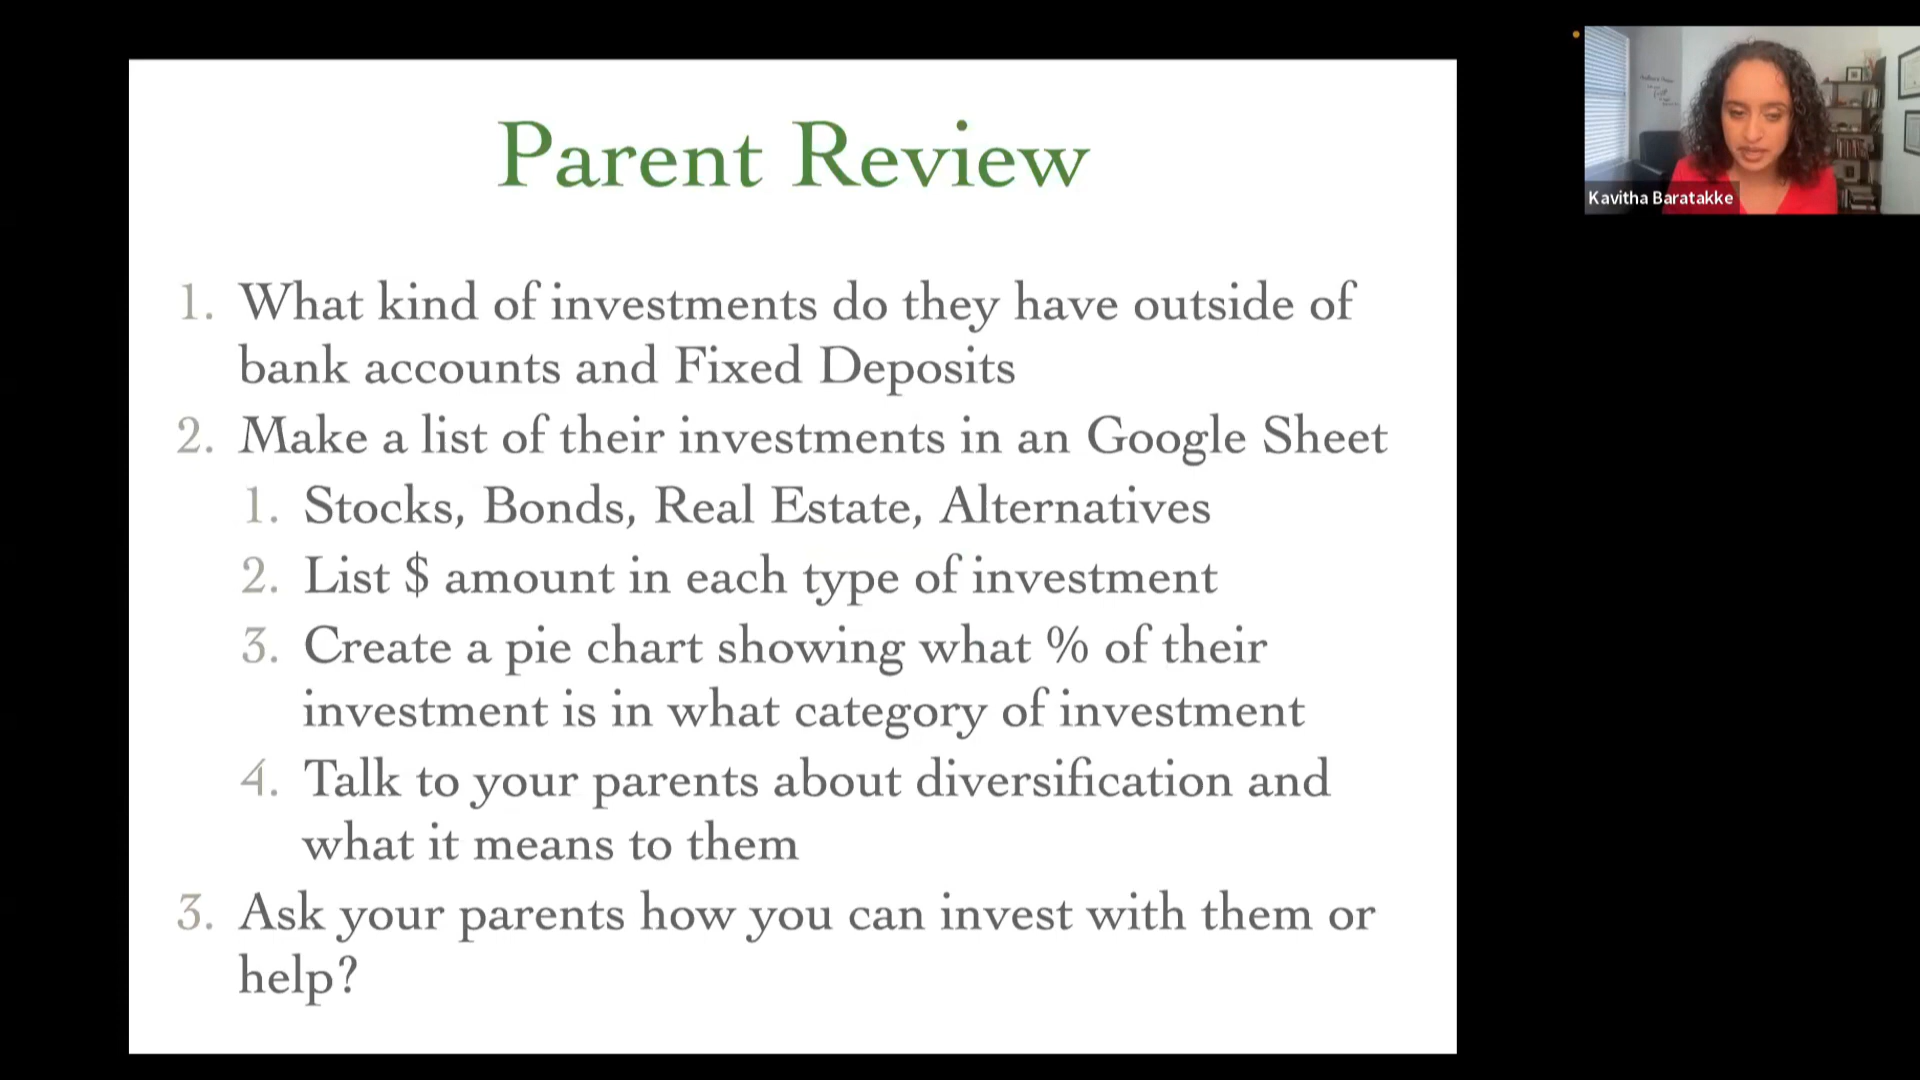 Parent Review
1. What kind of investments do they have outside of
bank accounts and Fixed Deposits
2. Make a list of their investments in an Google Sheet
1. Stocks, Bonds, Real Estate, Alternatives
2. List $ amount in each type of investment
3. Create a pie chart showing what % of their
investment is in what category of investment
4. Talk to your parents about diversification and
what it means to them
3. Ask your parents how you can invest with them or
help?
Kavitha Baratakke